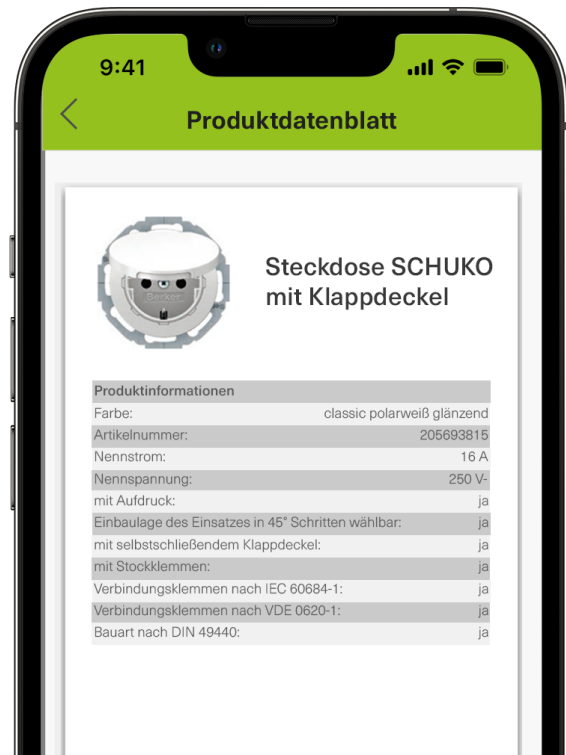 9:41
Produktdatenblatt
Berker
Steckdose SCHUKO
mit Klappdeckel
Produktinformationen
Farbe: classic polarweiß glänzend
Artikelnummer: 205693815
Nennstrom: 16 A
Nennspannung: 250 V-
mit Aufdruck: ja
Einbaulage des Einsatzes in 45° Schritten wählbar: ja
mit selbstschließendem Klappdeckel: ja
mit Stockklemmen: ja
Verbindungsklemmen nach IEC 60684-1: ja
Verbindungsklemmen nach VDE 0620-1: ja
Bauart nach DIN 49440: ja